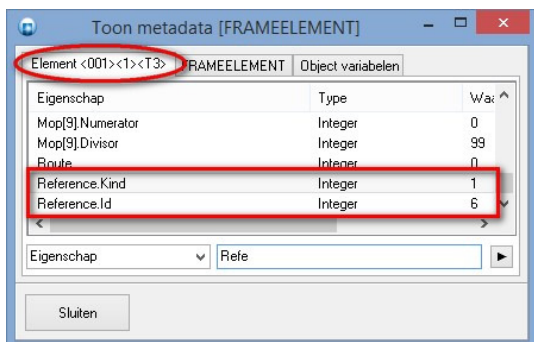 Toon metadata [FRAMEELEMENT]
Element <001><1><T3> FRAMEELEMENT Object variabelen
Eigenschap Type
Mop[9].Numerator Integer 0
Mop[9].Divisor Integer 99
Route Integer 0
Reference.Kind Integer 1
Reference.Id Integer 6
Eigenschap Refe
Sluiten